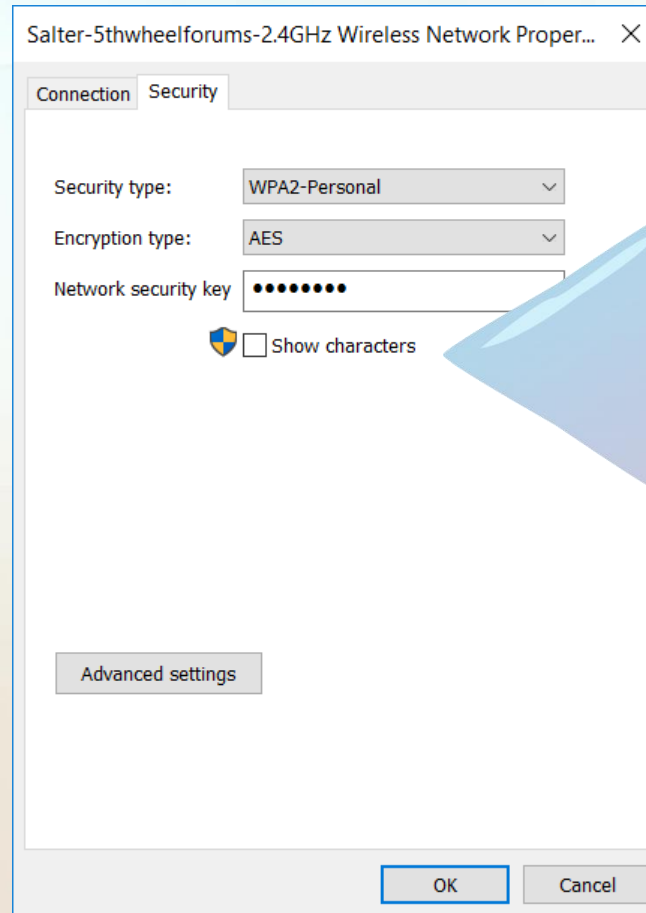 Salter-5thwheelforums-2.4GHz Wireless Network Proper...
Connection Security
Security type: WPA2-Personal
Encryption type: AES
Network security key ●●●●●●●●
Show characters
Advanced settings
OK Cancel